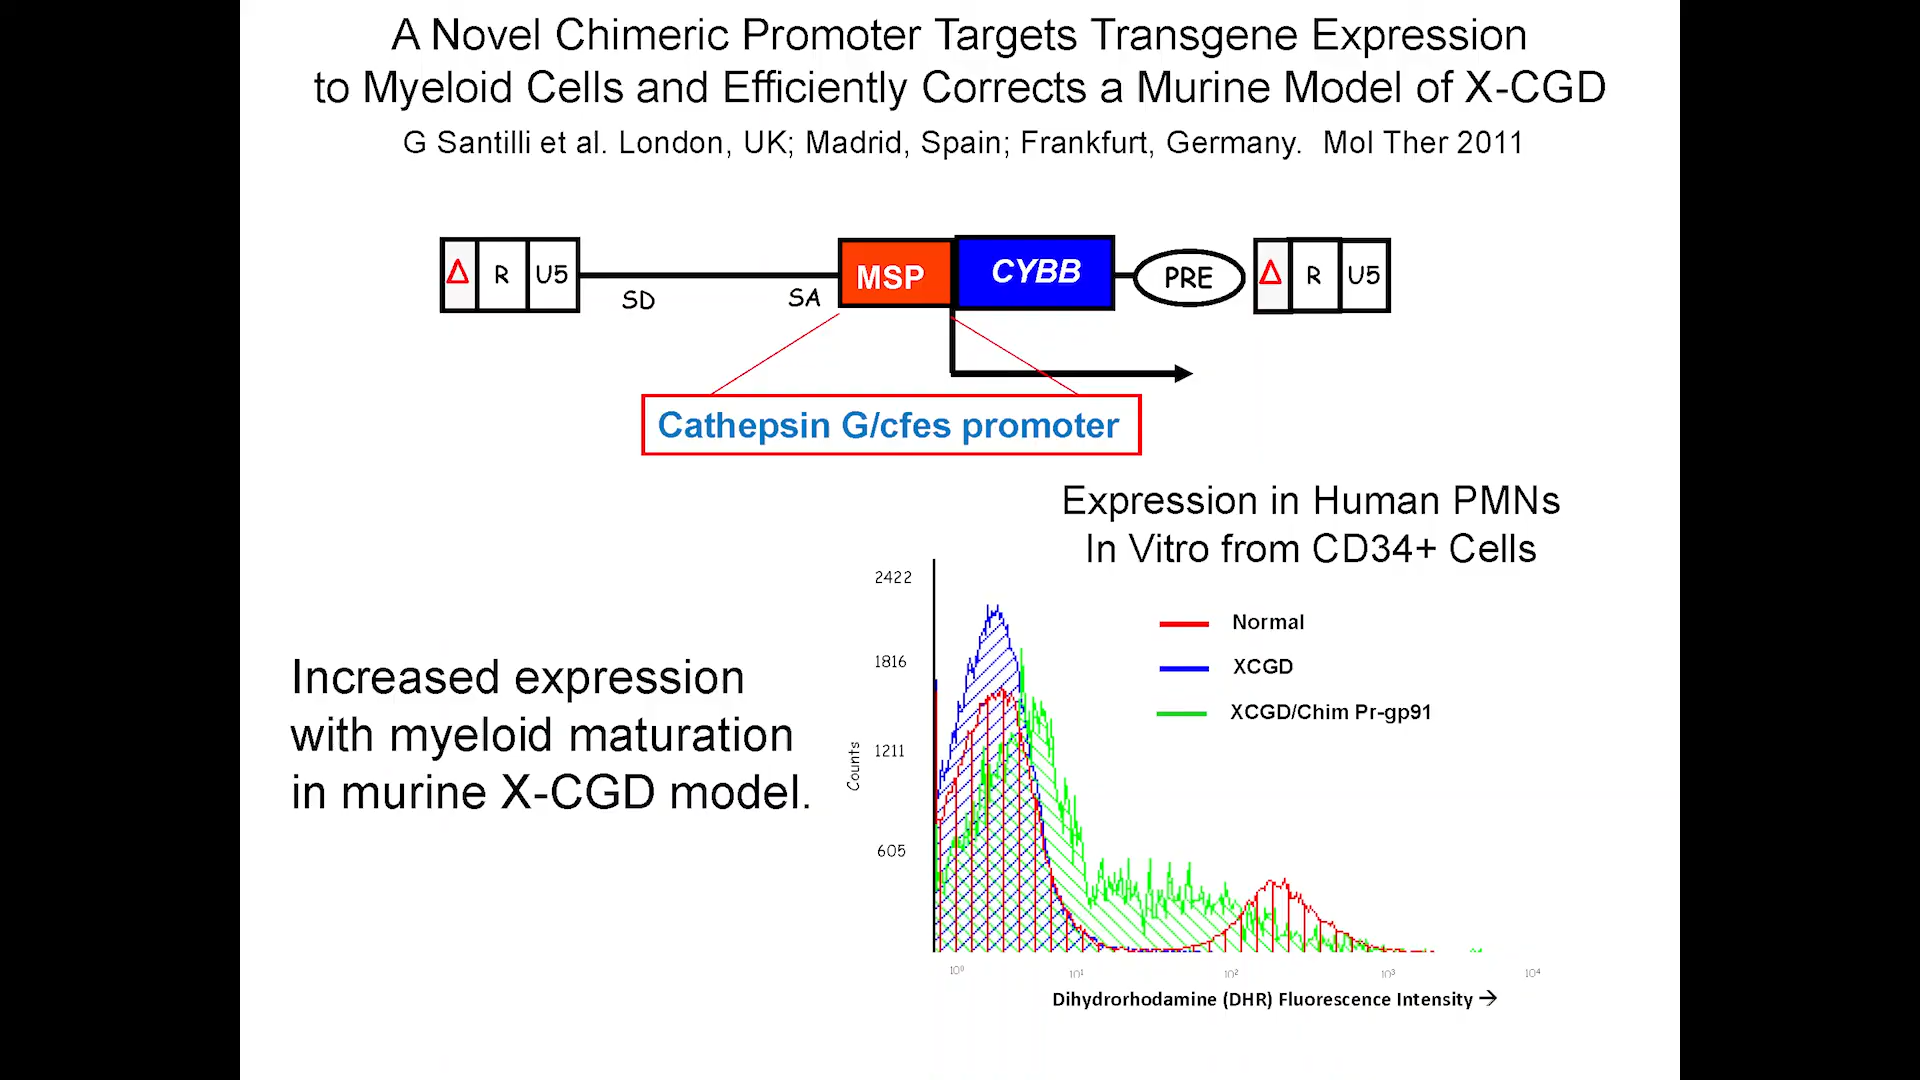 A Novel Chimeric Promoter Targets Transgene Expression
to Myeloid Cells and Efficiently Corrects a Murine Model of X-CGD
G Santilli et al. London, UK; Madrid, Spain; Frankfurt, Germany. Mol Ther 2011
Δ R U5 SD SA MSP CYBB PRE Δ R U5
Cathepsin G/cfes promoter
Expression in Human PMNs
In Vitro from CD34+ Cells
Increased expression
with myeloid maturation
in murine X-CGD model.
Counts
2422
1816
1211
605
Normal
XCGD
XCGD/Chim Pr-gp91
10⁰ 10¹ 10² 10³ 10⁴
Dihydrorhodamine (DHR) Fluorescence Intensity →